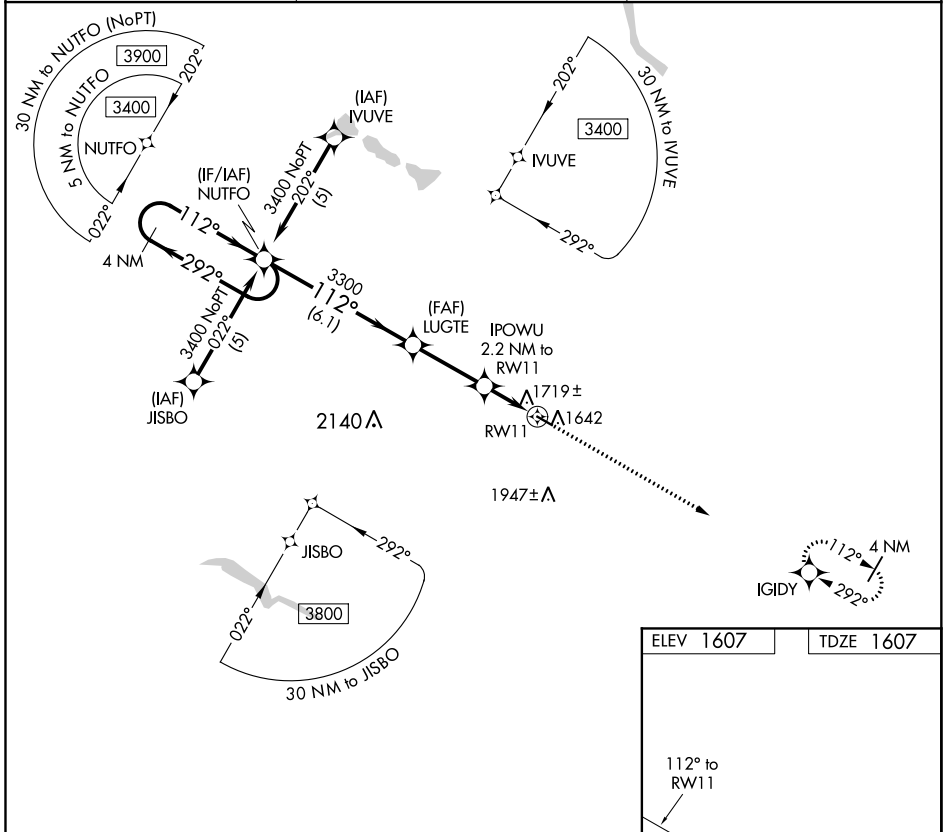 30 NM to NUTFO (NoPT)
3900
202°
5 NM to NUTFO
3400
NUTFO
022°
(IAF)
IVUVE
3400 NoPT
202°
(5)
(IF/IAF)
NUTFO
112°
4 NM
292°
3400 NoPT
022°
(5)
(IAF)
JISBO
3300
112°
(6.1)
(FAF)
LUGTE
IPOWU
2.2 NM to
RW11
1719±
1642
RW11
2140
1947±
202°
30 NM to IVUVE
3400
IVUVE
292°
JISBO
292°
022°
3800
30 NM to JISBO
112°
4 NM
IGIDY
292°
ELEV 1607
TDZE 1607
112° to
RW11